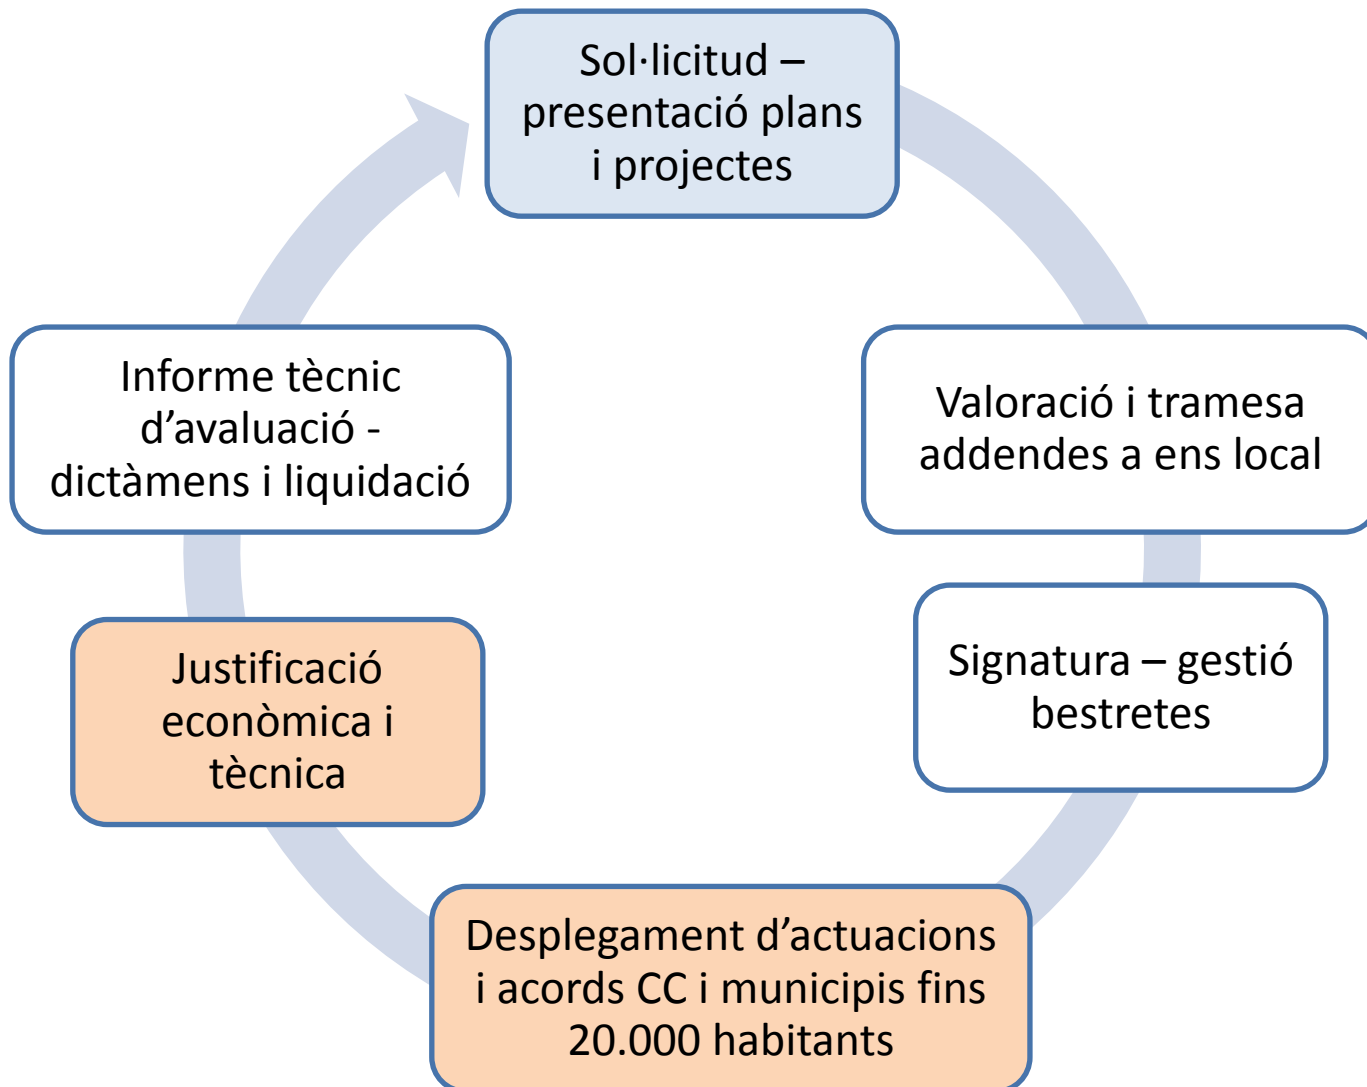 Sol·licitud –
presentació plans
i projectes
Valoració i tramesa
addendes a ens local
Signatura – gestió
bestretes
Desplegament d’actuacions
i acords CC i municipis fins
20.000 habitants
Justificació
econòmica i
tècnica
Informe tècnic
d’avaluació -
dictàmens i liquidació